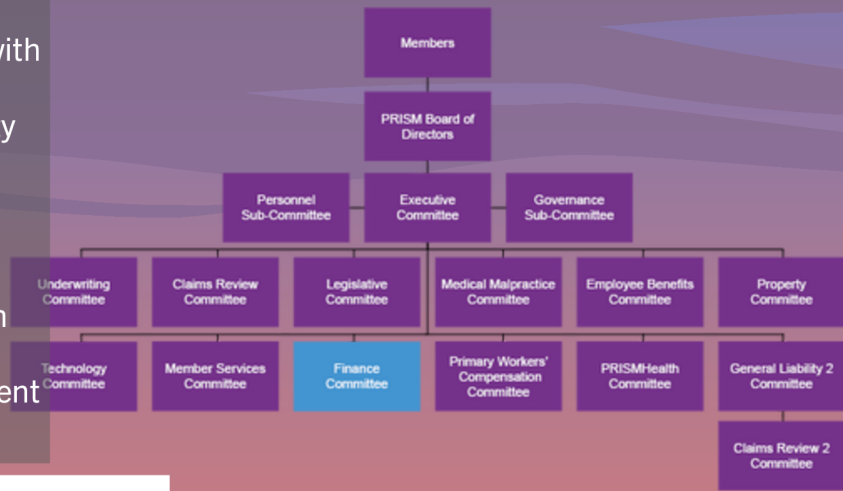 with
y
n
ent
Members
PRISM Board of
Directors
Personnel
Sub-Committee
Executive
Committee
Governance
Sub-Committee
Underwriting
Committee
Claims Review
Committee
Legislative
Committee
Medical Malpractice
Committee
Employee Benefits
Committee
Property
Committee
Technology
Committee
Member Services
Committee
Finance
Committee
Primary Workers'
Compensation
Committee
PRISMHealth
Committee
General Liability 2
Committee
Claims Review 2
Committee